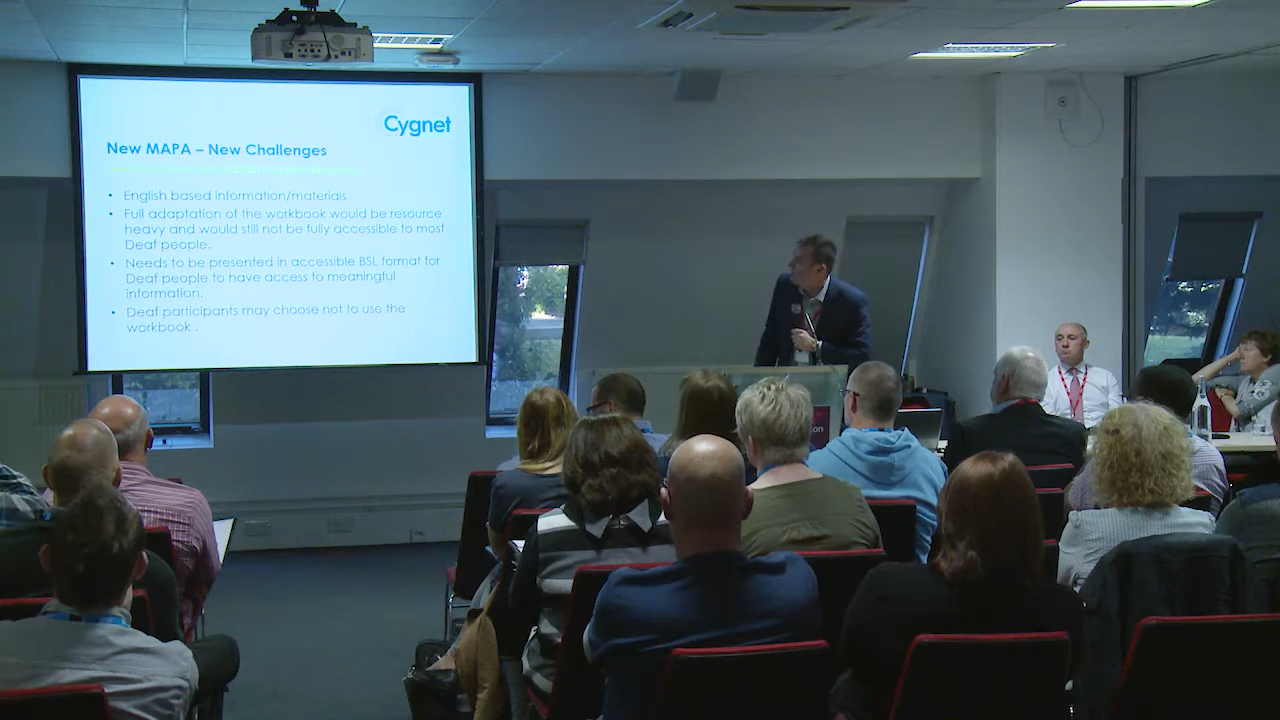 Cygnet
New MAPA – New Challenges
• English based information/materials
• Full adaptation of the workbook would be resource
heavy and would still not be fully accessible to most
Deaf people.
• Needs to be presented in accessible BSL format for
Deaf people to have access to meaningful
information.
• Deaf participants may choose not to use the
workbook .